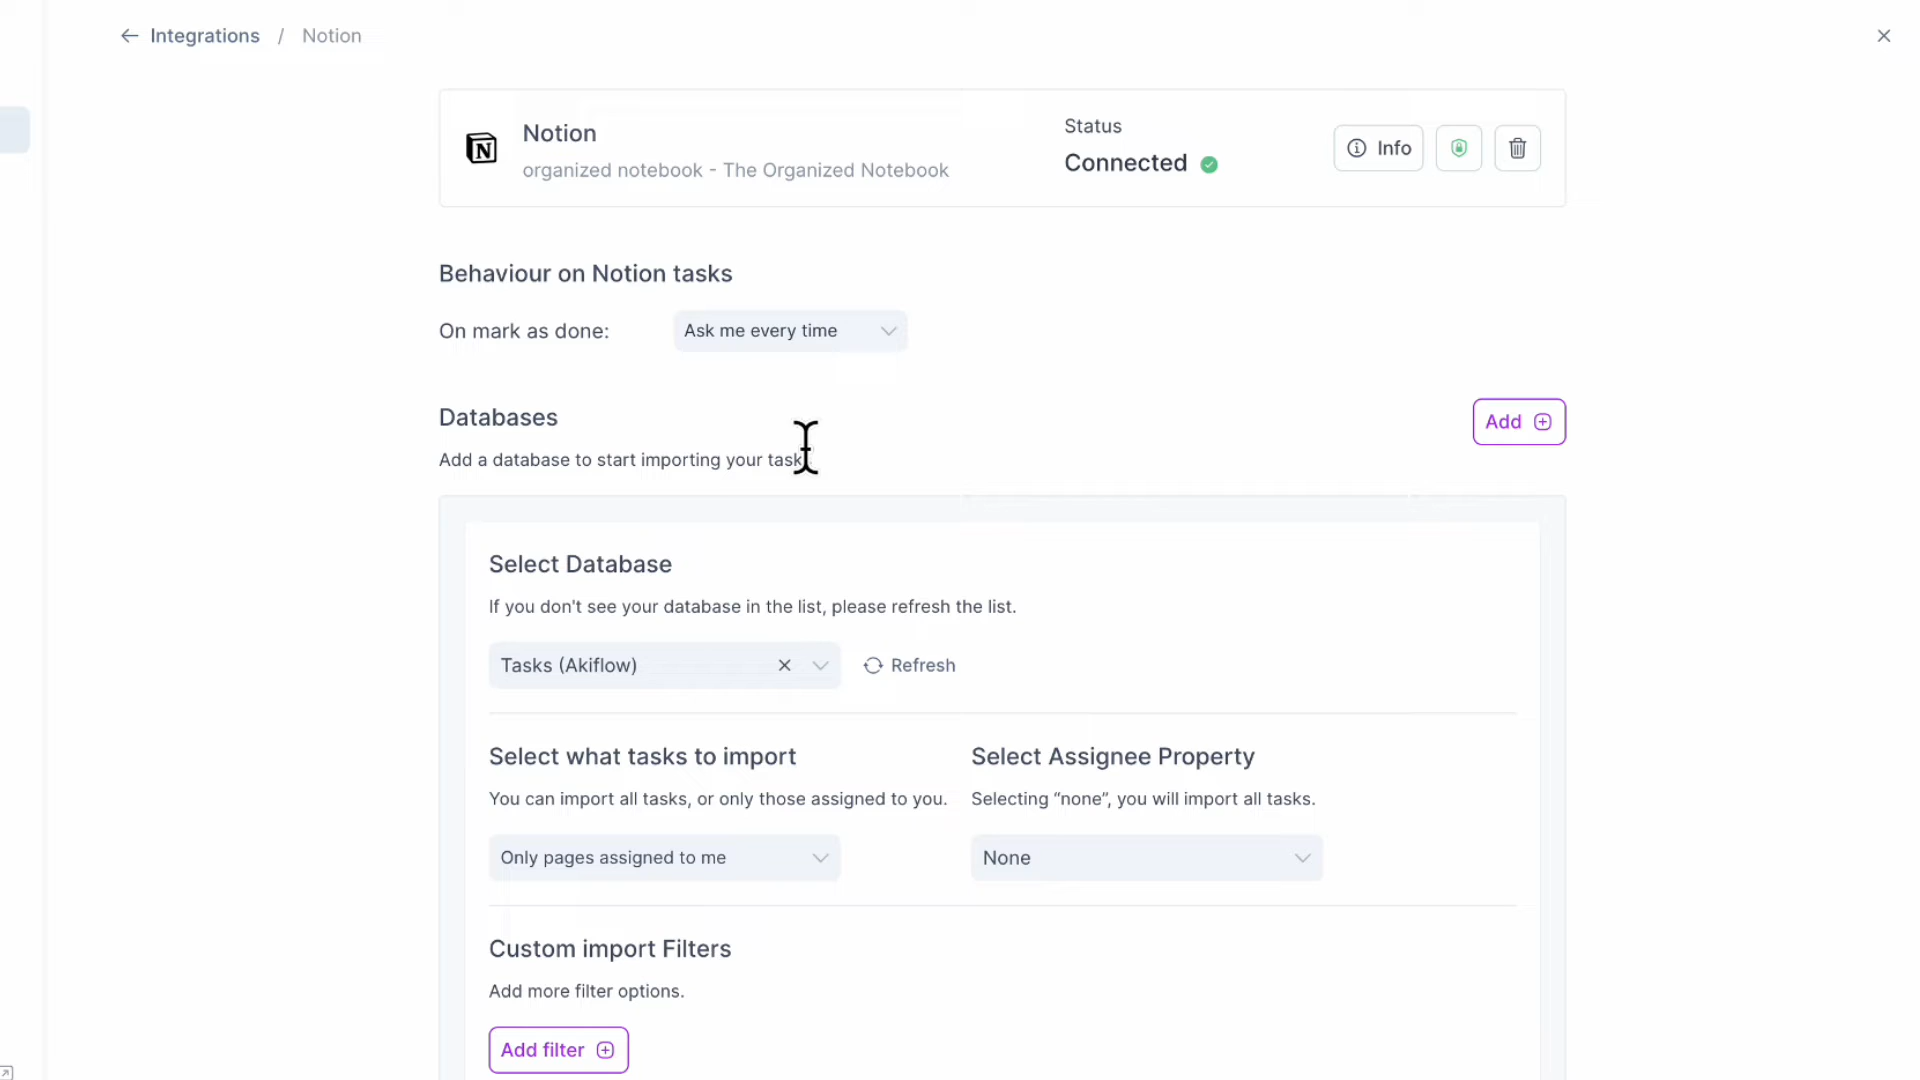 Integrations / Notion
Notion
organized notebook - The Organized Notebook
Status
Connected
Info
Behaviour on Notion tasks
On mark as done:
Ask me every time
Databases
Add
Add a database to start importing your task
Select Database
If you don't see your database in the list, please refresh the list.
Tasks (Akiflow)
Refresh
Select what tasks to import
You can import all tasks, or only those assigned to you.
Only pages assigned to me
Select Assignee Property
Selecting “none”, you will import all tasks.
None
Custom import Filters
Add more filter options.
Add filter